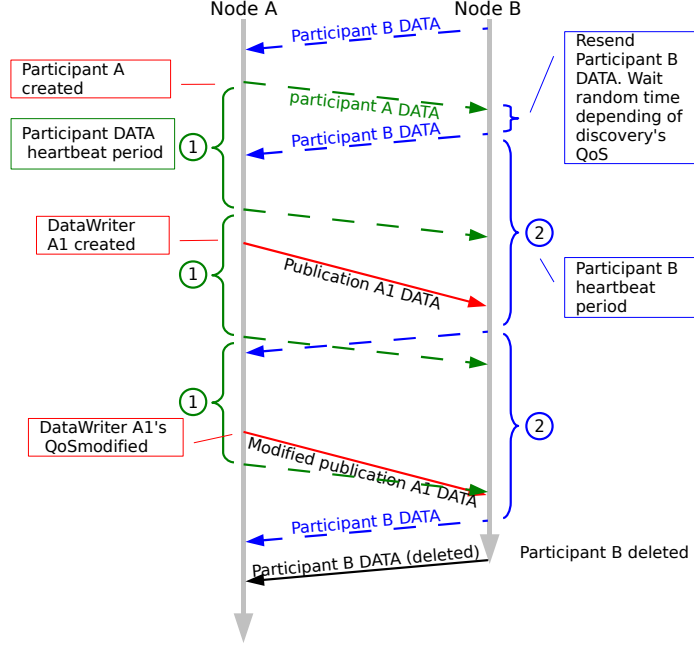 Node A
Node B
Participant B DATA
Resend
Participant B
DATA. Wait
random time
depending of
discovery's
QoS
Participant A
created
participant A DATA
Participant DATA
heartbeat period
1
Participant B DATA
DataWriter
A1 created
2
1
Publication A1 DATA
Participant B
heartbeat
period
1
DataWriter A1's
QoSmodified
2
Modified publication A1 DATA
Participant B DATA
Participant B DATA (deleted)
Participant B deleted